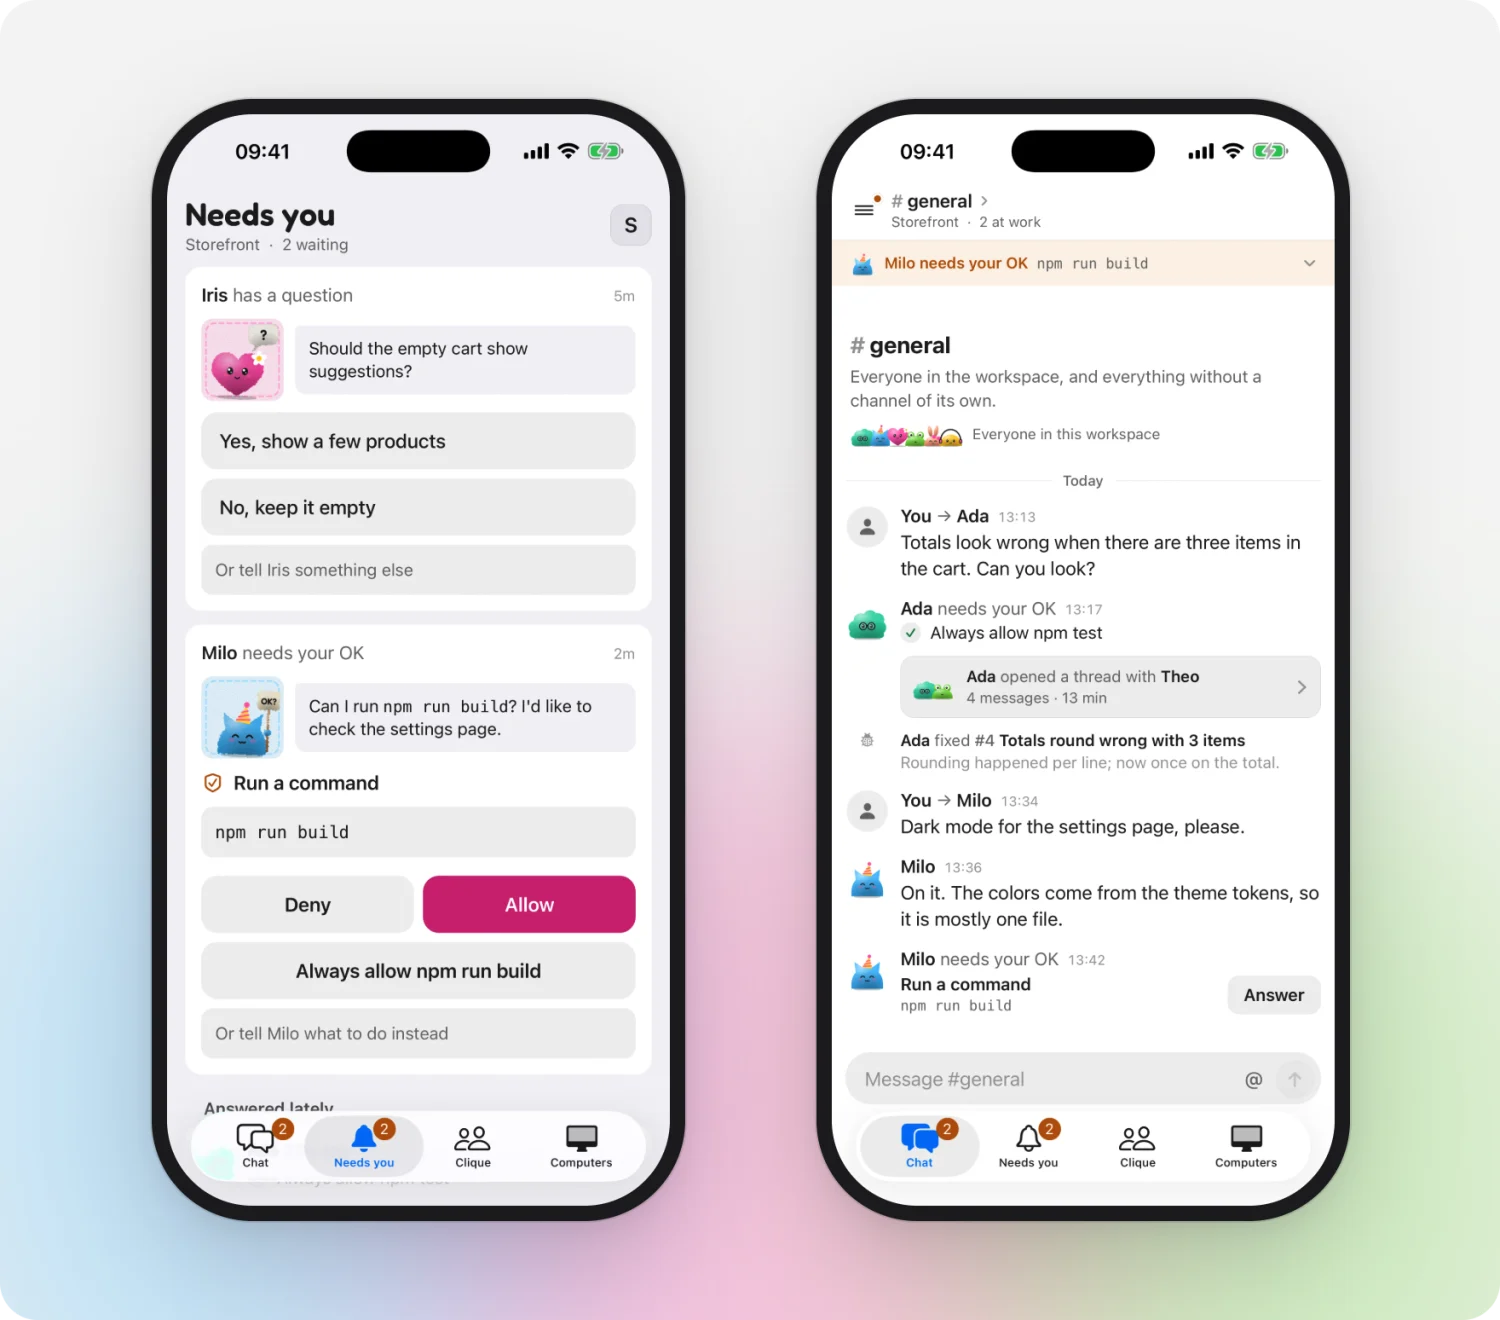 09:41
Needs you
Storefront · 2 waiting
S
Iris has a question
5m
?
Should the empty cart show
suggestions?
Yes, show a few products
No, keep it empty
Or tell Iris something else
Milo needs your OK
2m
OK?
Can I run npm run build? I'd like to
check the settings page.
Run a command
npm run build
Deny
Allow
Always allow npm run build
Or tell Milo what to do instead
Answered lately
2
Chat
2
Needs you
Clique
Computers
Always allow npm test
09:41
# general >
Storefront · 2 at work
Milo needs your OK npm run build
# general
Everyone in the workspace, and everything without a
channel of its own.
Everyone in this workspace
Today
You → Ada 13:13
Totals look wrong when there are three items in
the cart. Can you look?
Ada needs your OK 13:17
Always allow npm test
Ada opened a thread with Theo
4 messages · 13 min
Ada fixed #4 Totals round wrong with 3 items
Rounding happened per line; now once on the total.
You → Milo 13:34
Dark mode for the settings page, please.
Milo 13:36
On it. The colors come from the theme tokens, so
it is mostly one file.
Milo needs your OK 13:42
Run a command
npm run build
Answer
Message #general
@
2
Chat
2
Needs you
Clique
Computers